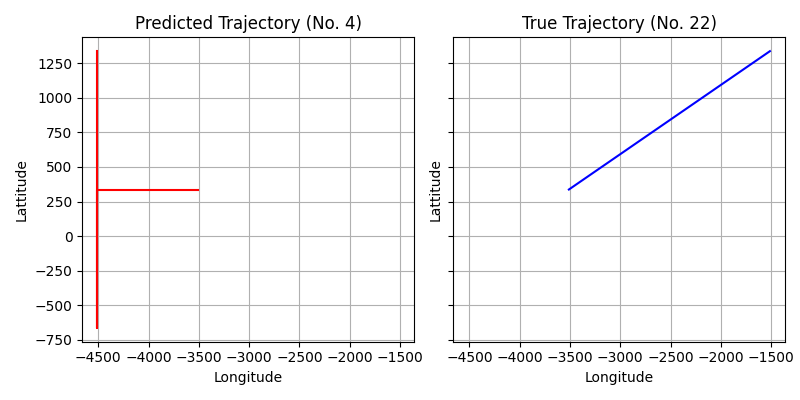 Predicted Trajectory (No. 4)
True Trajectory (No. 22)
Lattitude
1250
1000
750
500
250
0
−250
−500
−750
−4500 −4000 −3500 −3000 −2500 −2000 −1500
Longitude
Lattitude
−4500 −4000 −3500 −3000 −2500 −2000 −1500
Longitude